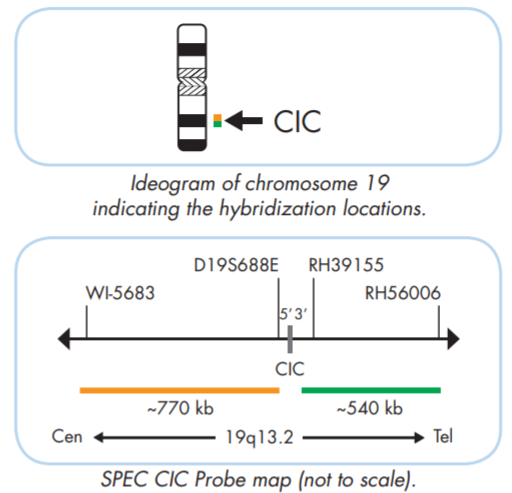 CIC
Ideogram of chromosome 19
indicating the hybridization locations.
D19S688E RH39155
WI-5683 RH56006
5' 3'
CIC
~770 kb ~540 kb
Cen 19q13.2 Tel
SPEC CIC Probe map (not to scale).